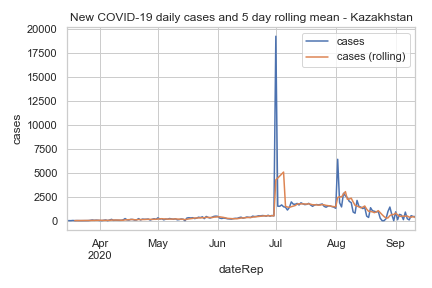 New COVID-19 daily cases and 5 day rolling mean - Kazakhstan
cases
cases (rolling)
20000
17500
15000
12500
10000
7500
5000
2500
0
cases
Apr
2020
May
Jun
Jul
Aug
Sep
dateRep